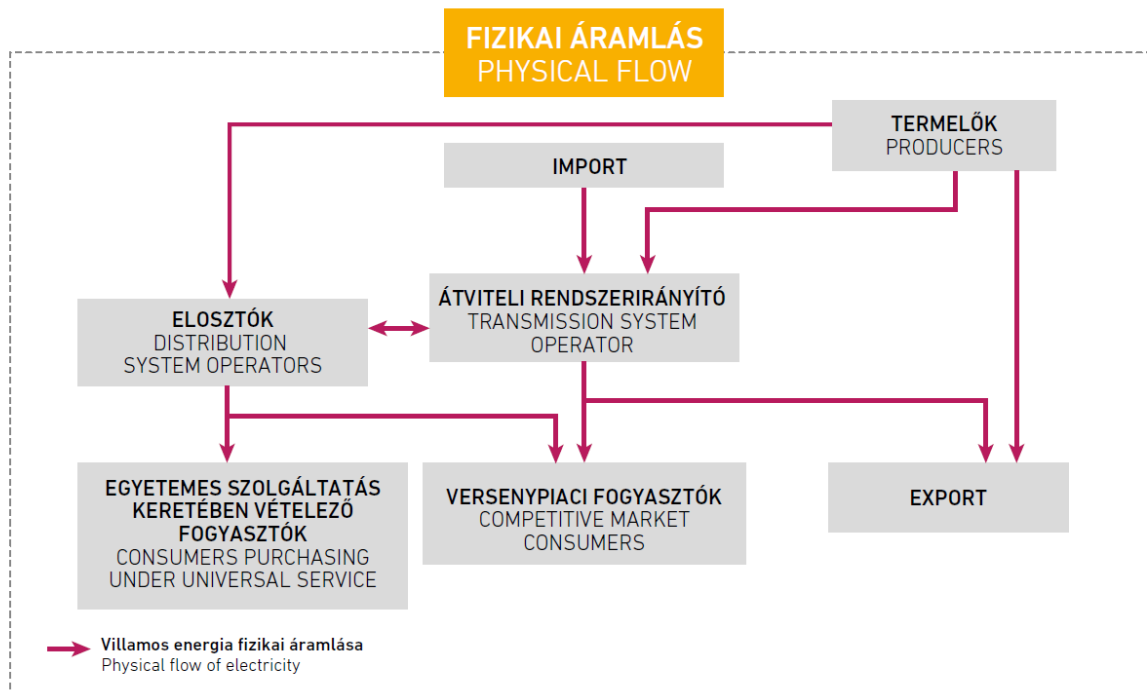 FIZIKAI ÁRAMLÁS
PHYSICAL FLOW
TERMELŐK
PRODUCERS
IMPORT
ÁTVITELI RENDSZERIRÁNYÍTÓ
TRANSMISSION SYSTEM
OPERATOR
ELOSZTÓK
DISTRIBUTION
SYSTEM OPERATORS
EGYETEMES SZOLGÁLTATÁS
KERETÉBEN VÉTELEZŐ
FOGYASZTÓK
CONSUMERS PURCHASING
UNDER UNIVERSAL SERVICE
VERSENYPIACI FOGYASZTÓK
COMPETITIVE MARKET
CONSUMERS
EXPORT
Villamos energia fizikai áramlása
Physical flow of electricity